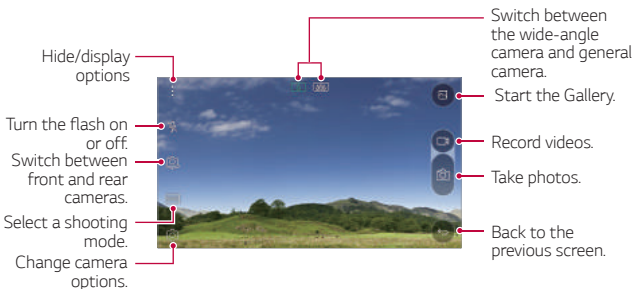 Hide/display
options
Turn the flash on
or off.
Switch between
front and rear
cameras.
Select a shooting
mode.
Change camera
options.
Switch between
the wide-angle
camera and general
camera.
Start the Gallery.
Record videos.
Take photos.
Back to the
previous screen.